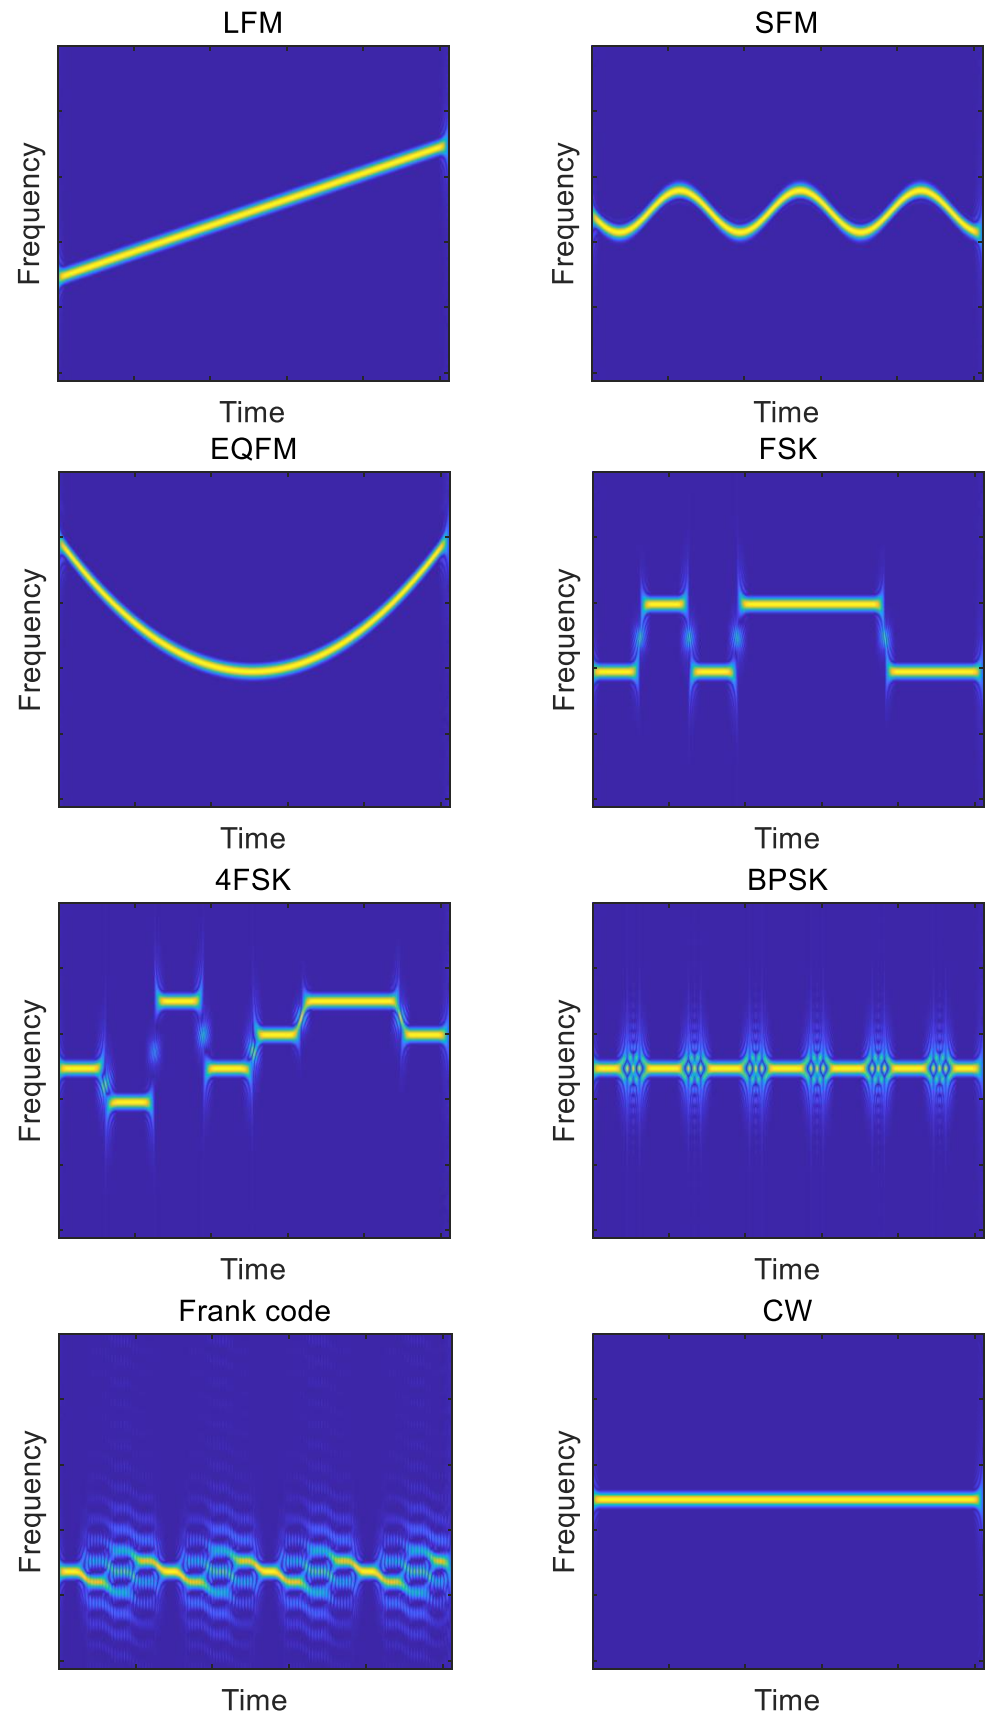 LFM
Frequency
Time
SFM
Frequency
Time
EQFM
Frequency
Time
FSK
Frequency
Time
4FSK
Frequency
Time
BPSK
Frequency
Time
Frank code
Frequency
Time
CW
Frequency
Time